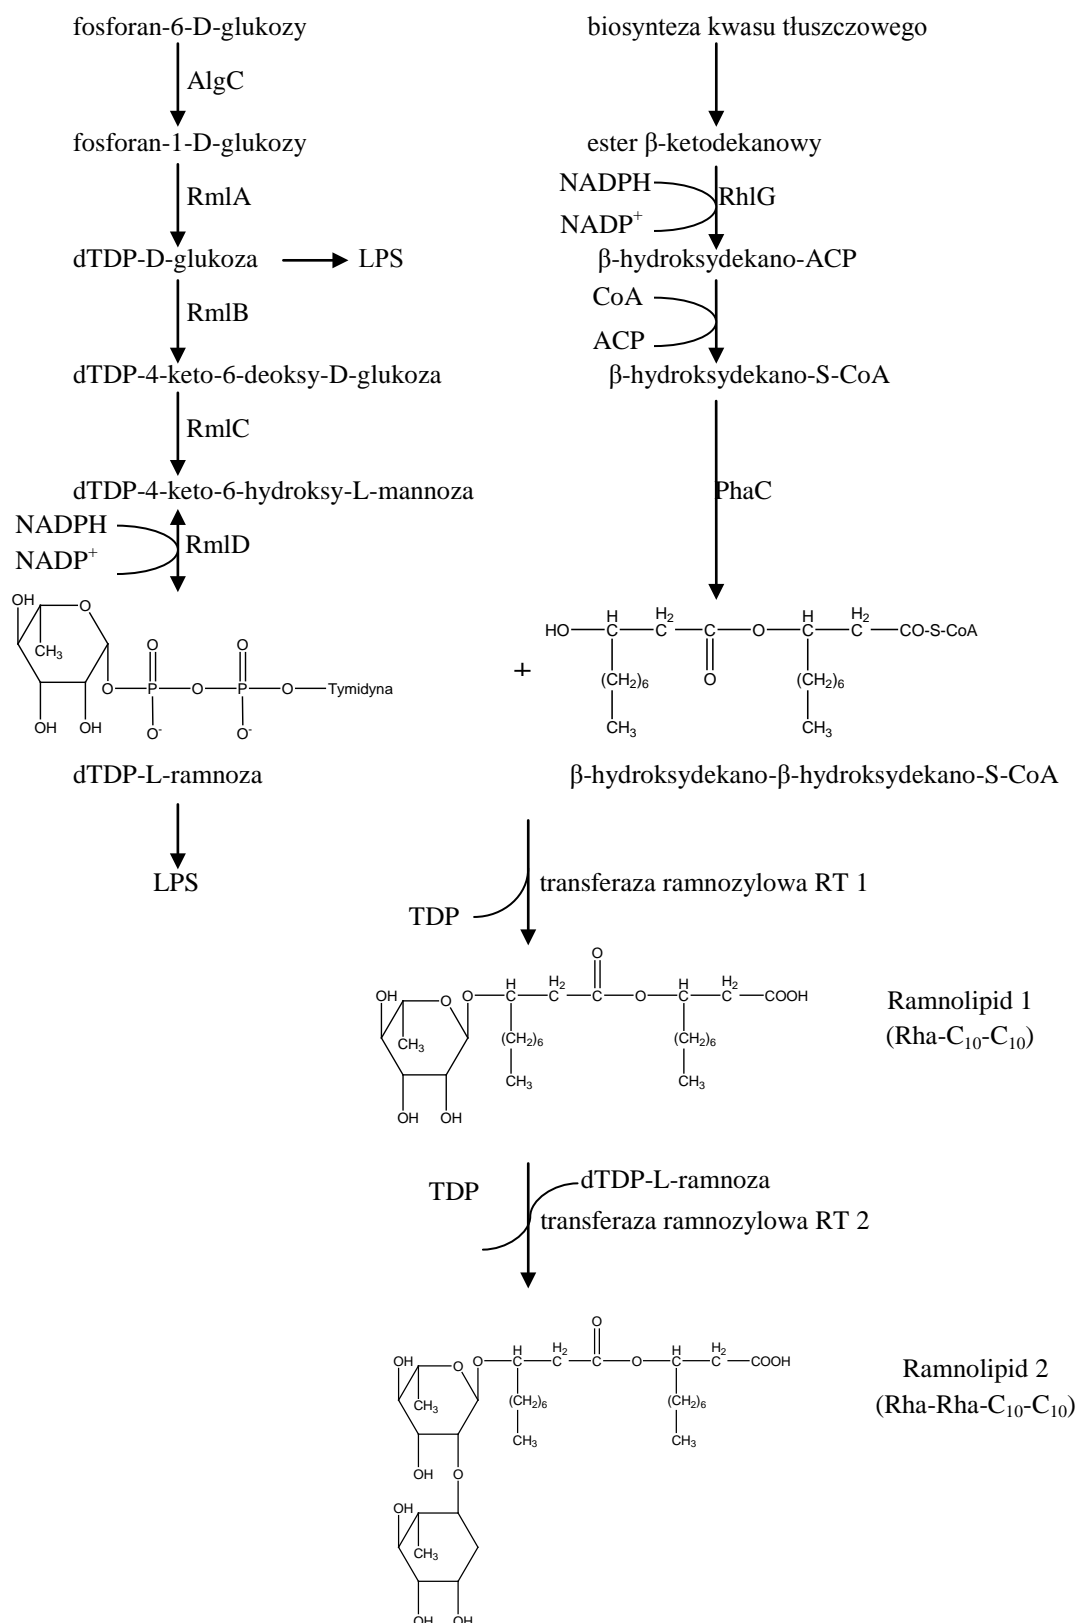 fosforan-6-D-glukozy
biosynteza kwasu tłuszczowego
AlgC
fosforan-1-D-glukozy
ester β-ketodekanowy
RmlA
NADPH
RhlG
NADP⁺
dTDP-D-glukoza
LPS
β-hydroksydekano-ACP
RmlB
CoA
ACP
dTDP-4-keto-6-deoksy-D-glukoza
β-hydroksydekano-S-CoA
RmlC
dTDP-4-keto-6-hydroksy-L-mannoza
PhaC
NADPH
RmlD
NADP⁺
OH
O
CH₃
O
O
O
P
O
P
O
Tymidyna
OH
OH
O⁻
O⁻
+
HO
H
C
H₂
C
C
O
O
H
C
H₂
C
CO-S-CoA
(CH₂)₆
(CH₂)₆
CH₃
CH₃
dTDP-L-ramnoza
β-hydroksydekano-β-hydroksydekano-S-CoA
LPS
transferaza ramnozylowa RT 1
TDP
OH
O
CH₃
O
H
C
H₂
C
O
C
O
H
C
H₂
C
COOH
(CH₂)₆
(CH₂)₆
CH₃
CH₃
OH
OH
Ramnolipid 1
(Rha-C₁₀-C₁₀)
TDP
dTDP-L-ramnoza
transferaza ramnozylowa RT 2
OH
O
CH₃
O
H
C
H₂
C
O
C
O
H
C
H₂
C
COOH
(CH₂)₆
(CH₂)₆
CH₃
CH₃
OH
O
Ramnolipid 2
(Rha-Rha-C₁₀-C₁₀)
OH
CH₃
OH
OH